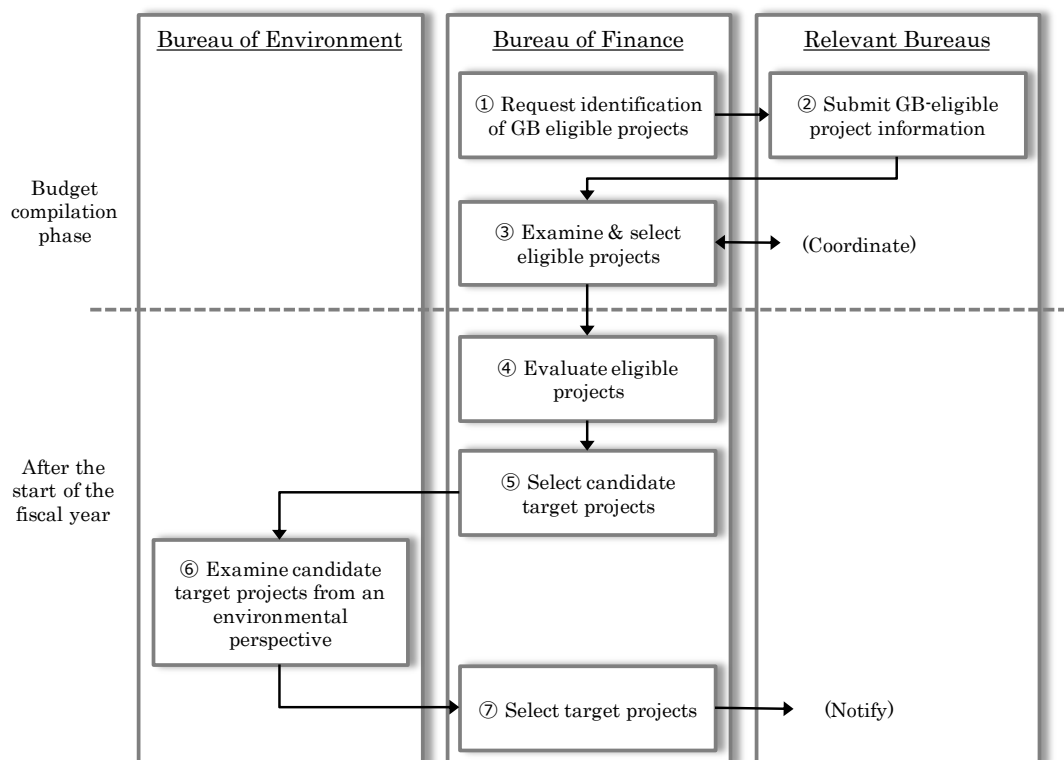 Bureau of Environment
Bureau of Finance
Relevant Bureaus
① Request identification
of GB eligible projects
② Submit GB-eligible
project information
Budget
compilation
phase
③ Examine & select
eligible projects
(Coordinate)
④ Evaluate eligible
projects
After the
start of the
fiscal year
⑤ Select candidate
target projects
⑥ Examine candidate
target projects from an
environmental
perspective
⑦ Select target projects
(Notify)